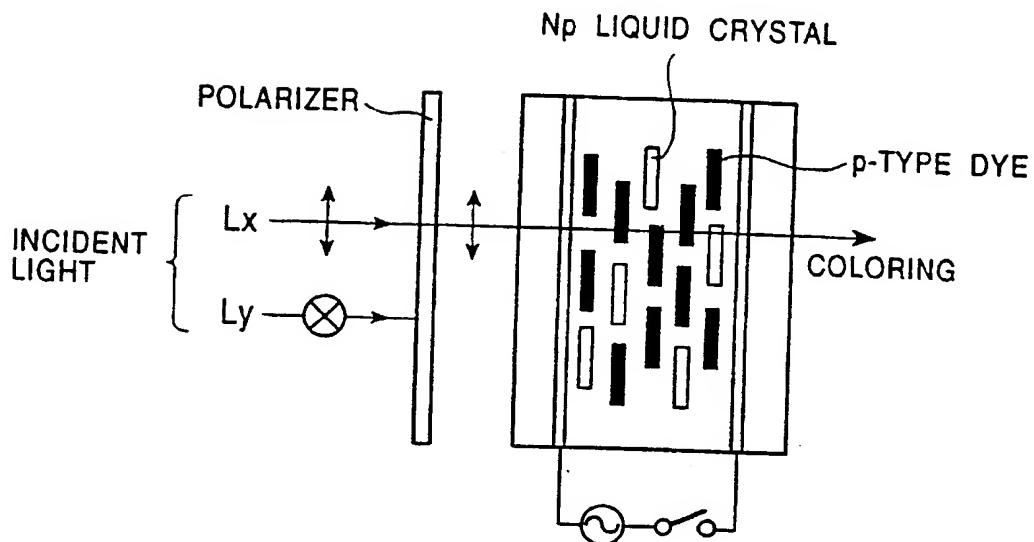 Np LIQUID CRYSTAL
POLARIZER
p-TYPE DYE
INCIDENT
LIGHT
Lx
Ly
COLORING